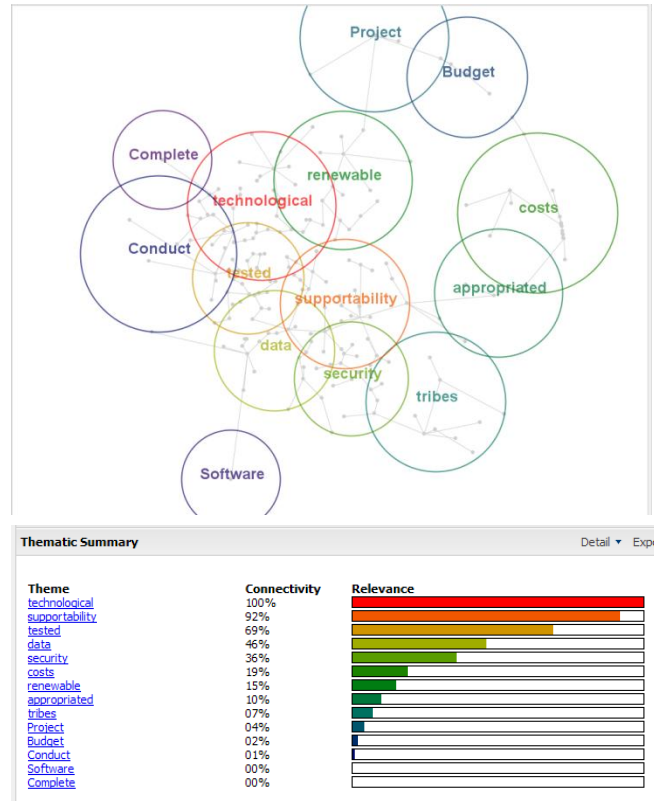 Project
Budget
Complete
renewable
technological
costs
Conduct
tested
appropriated
supportability
data
security
tribes
Software
Thematic Summary Detail
Theme Connectivity Relevance
technological 100%
supportability 92%
tested 69%
data 46%
security 36%
costs 19%
renewable 15%
appropriated 10%
tribes 07%
Project 04%
Budget 02%
Conduct 01%
Software 00%
Complete 00%